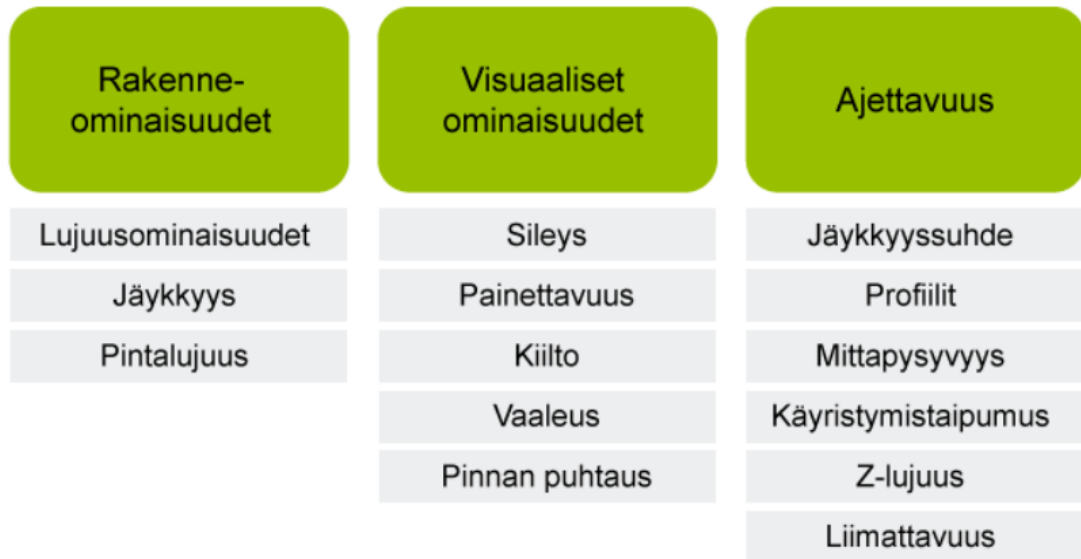 Rakenne-
ominaisuudet
Lujuusominaisuudet
Jäykkyys
Pintalujuus
Visuaaliset
ominaisuudet
Sileys
Painettavuus
Kiilto
Vaaleus
Pinnan puhtaus
Ajettavuus
Jäykkyyssuhde
Profiilit
Mittapysyvyys
Käyristymistaipumus
Z-lujuus
Liimattavuus